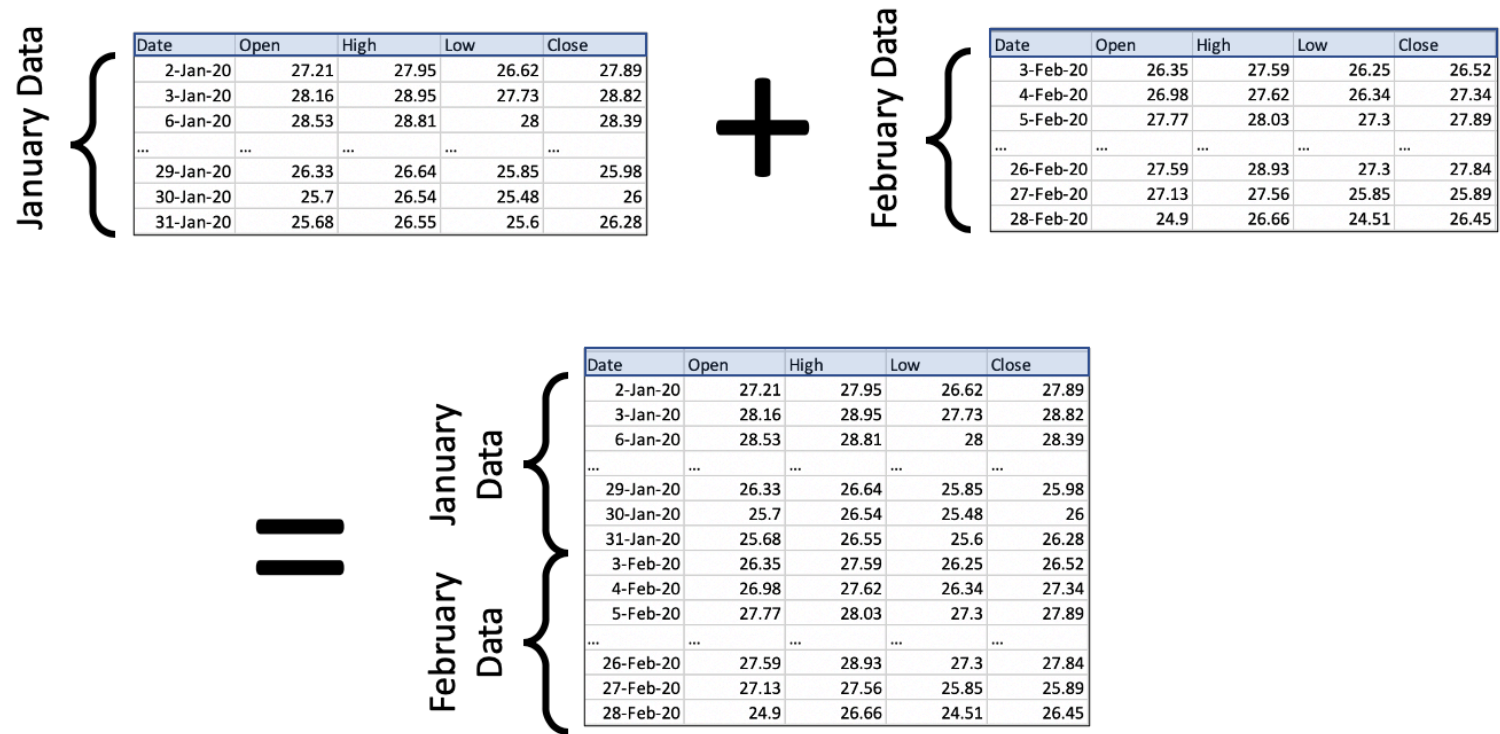 January Data
Date Open High Low Close
2-Jan-20 27.21 27.95 26.62 27.89
3-Jan-20 28.16 28.95 27.73 28.82
6-Jan-20 28.53 28.81 28 28.39
... ... ... ... ...
29-Jan-20 26.33 26.64 25.85 25.98
30-Jan-20 25.7 26.54 25.48 26
31-Jan-20 25.68 26.55 25.6 26.28
+
February Data
Date Open High Low Close
3-Feb-20 26.35 27.59 26.25 26.52
4-Feb-20 26.98 27.62 26.34 27.34
5-Feb-20 27.77 28.03 27.3 27.89
... ... ... ... ...
26-Feb-20 27.59 28.93 27.3 27.84
27-Feb-20 27.13 27.56 25.85 25.89
28-Feb-20 24.9 26.66 24.51 26.45
=
January
Data
February
Data
Date Open High Low Close
2-Jan-20 27.21 27.95 26.62 27.89
3-Jan-20 28.16 28.95 27.73 28.82
6-Jan-20 28.53 28.81 28 28.39
... ... ... ... ...
29-Jan-20 26.33 26.64 25.85 25.98
30-Jan-20 25.7 26.54 25.48 26
31-Jan-20 25.68 26.55 25.6 26.28
3-Feb-20 26.35 27.59 26.25 26.52
4-Feb-20 26.98 27.62 26.34 27.34
5-Feb-20 27.77 28.03 27.3 27.89
... ... ... ... ...
26-Feb-20 27.59 28.93 27.3 27.84
27-Feb-20 27.13 27.56 25.85 25.89
28-Feb-20 24.9 26.66 24.51 26.45